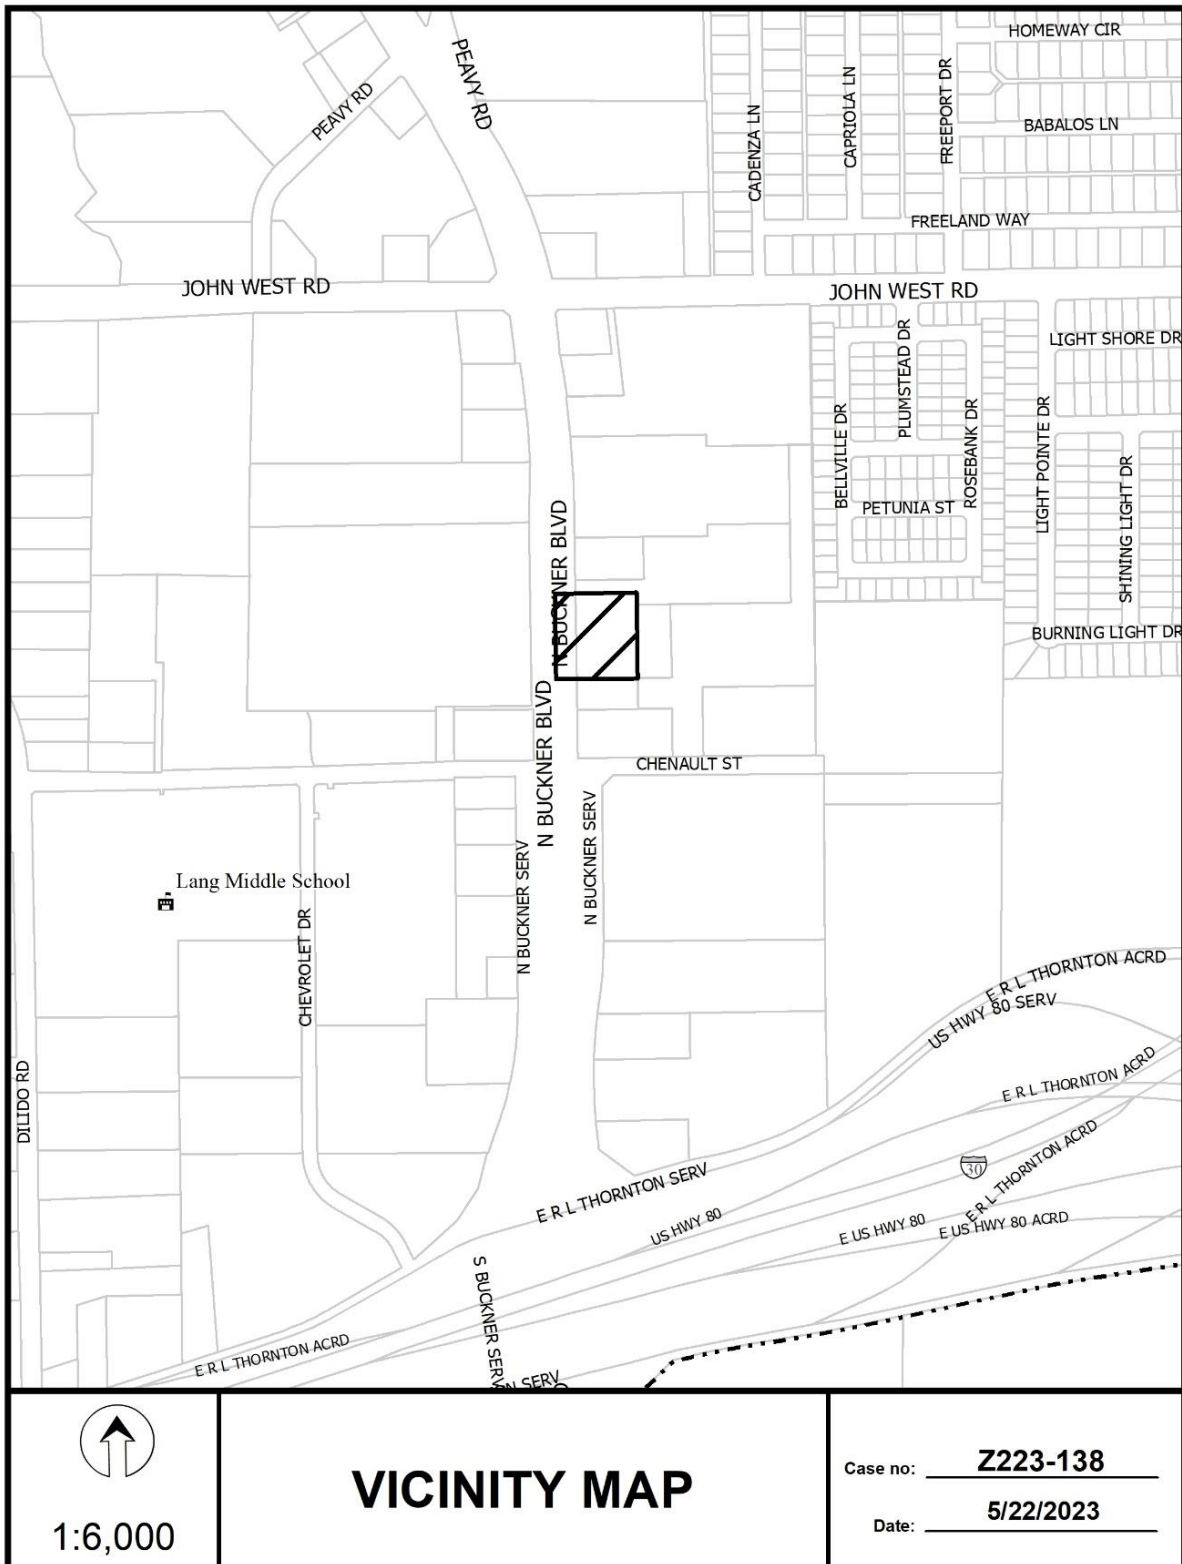 HOMEWAY CIR
PEAVY RD
PEAVY RD
CADENZA LN
CAPRIOLA LN
FREEPORT DR
BABALOS LN
FREELAND WAY
JOHN WEST RD
JOHN WEST RD
LIGHT SHORE DR
PLUMSTEAD DR
BELLVILLE DR
ROSEBANK DR
LIGHT POINTE DR
SHINING LIGHT DR
PETUNIA ST
N BUCKNER BLVD
BURNING LIGHT DR
N BUCKNER BLVD
CHENAULT ST
N BUCKNER SERV
N BUCKNER SERV
Lang Middle School
CHEVROLET DR
E R L THORNTON ACRD
US HWY 80 SERV
DILIDO RD
E R L THORNTON ACRD
30
E R L THORNTON ACRD
E R L THORNTON SERV
US HWY 80
E US HWY 80
E US HWY 80 ACRD
S BUCKNER SERV
E R L THORNTON ACRD
N SERV
1:6,000
VICINITY MAP
Case no: Z223-138
Date: 5/22/2023